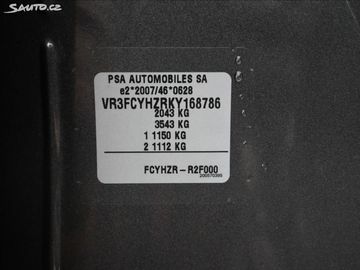 Sauto.cz
PSA AUTOMOBILES SA
e2*2007/46*0628
VR3FCYHZRKY168786
2043 KG
3543 KG
1 1150 KG
2 1112 KG
FCYHZR-R2F000